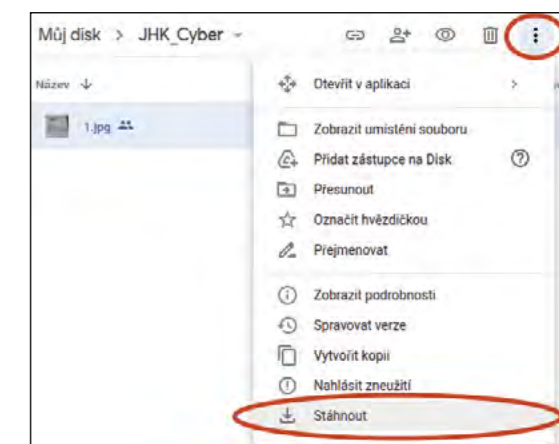 Můj disk > JHK_Cyber
Název ↓
1.jpg
Otevřít v aplikaci >
Zobrazit umístění souboru
Přidat zástupce na Disk ?
Přesunout
Označit hvězdičkou
Přejmenovat
Zobrazit podrobnosti
Spravovat verze
Vytvořit kopii
Nahlásit zneužití
Stáhnout